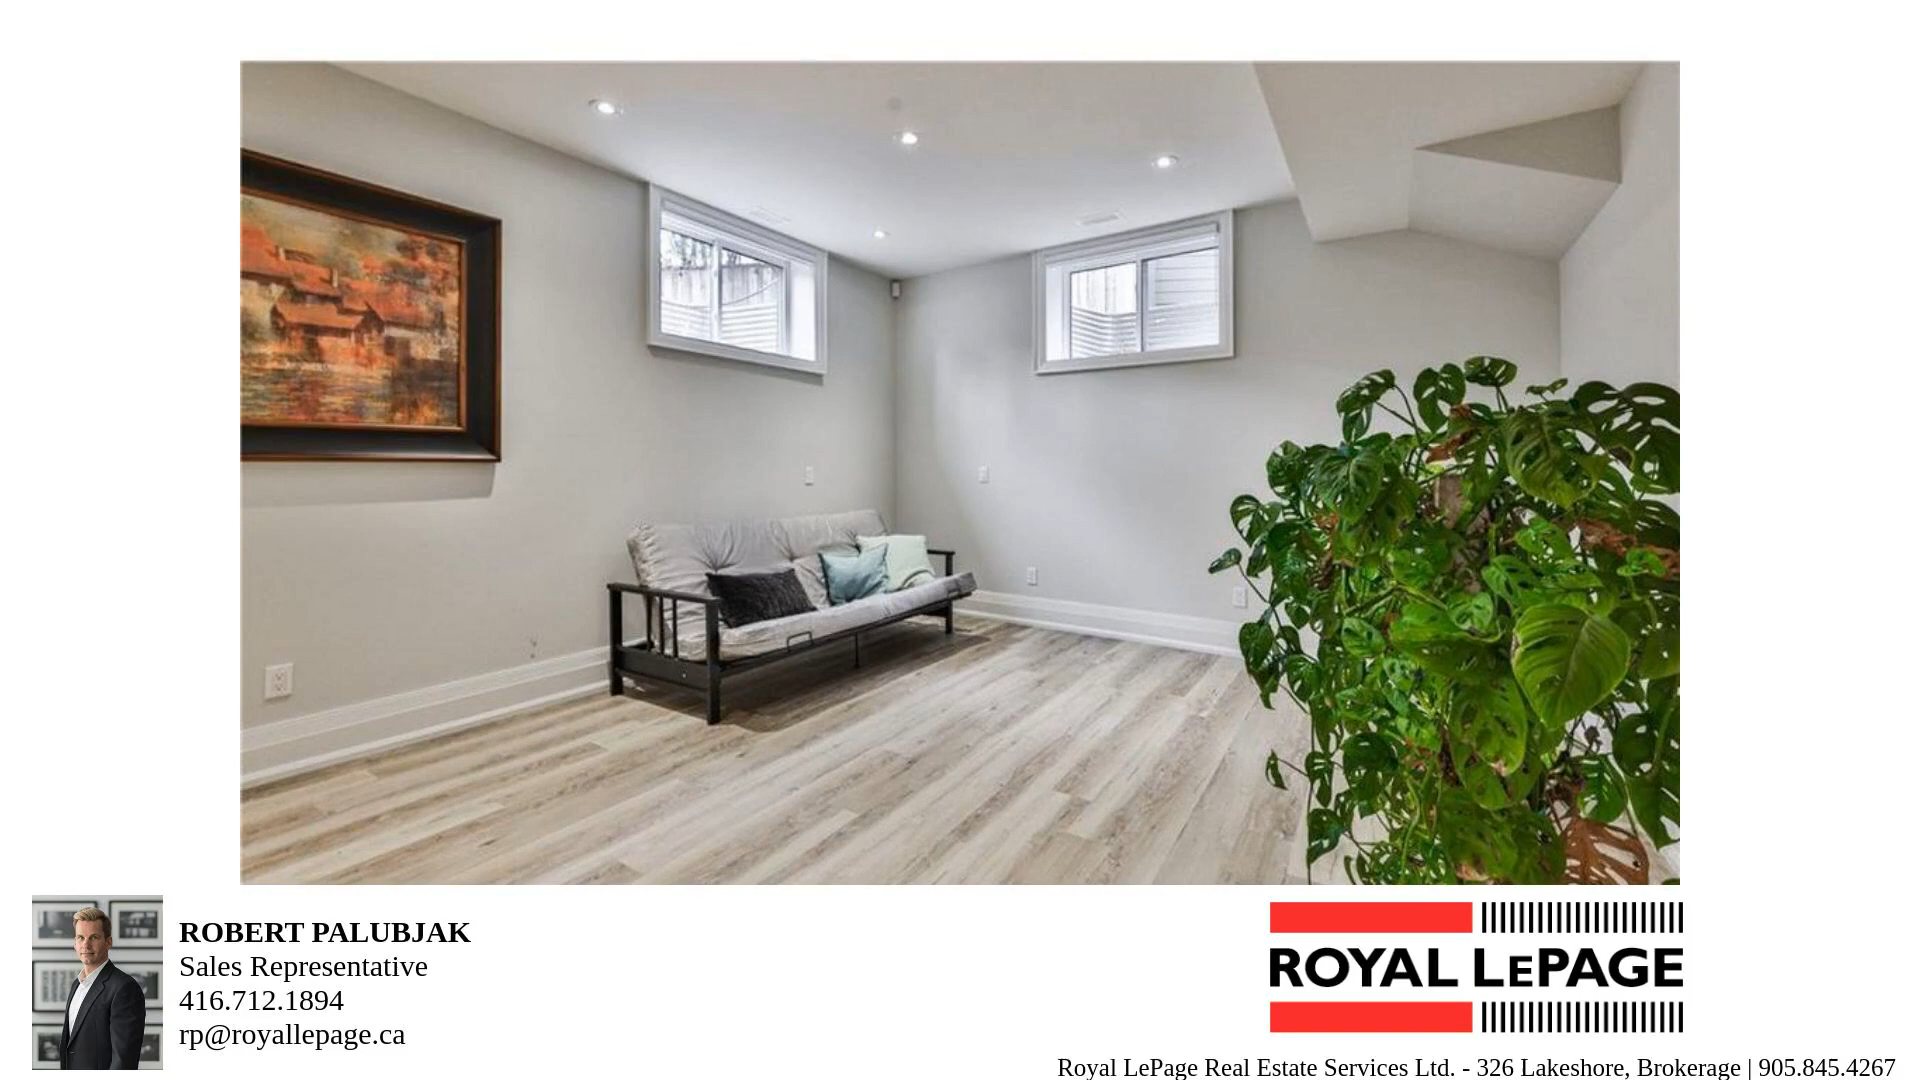 ROBERT PALUBJAK
Sales Representative
416.712.1894
rp@royallepage.ca
ROYAL LEPAGE
Royal LePage Real Estate Services Ltd. - 326 Lakeshore, Brokerage | 905.845.4267